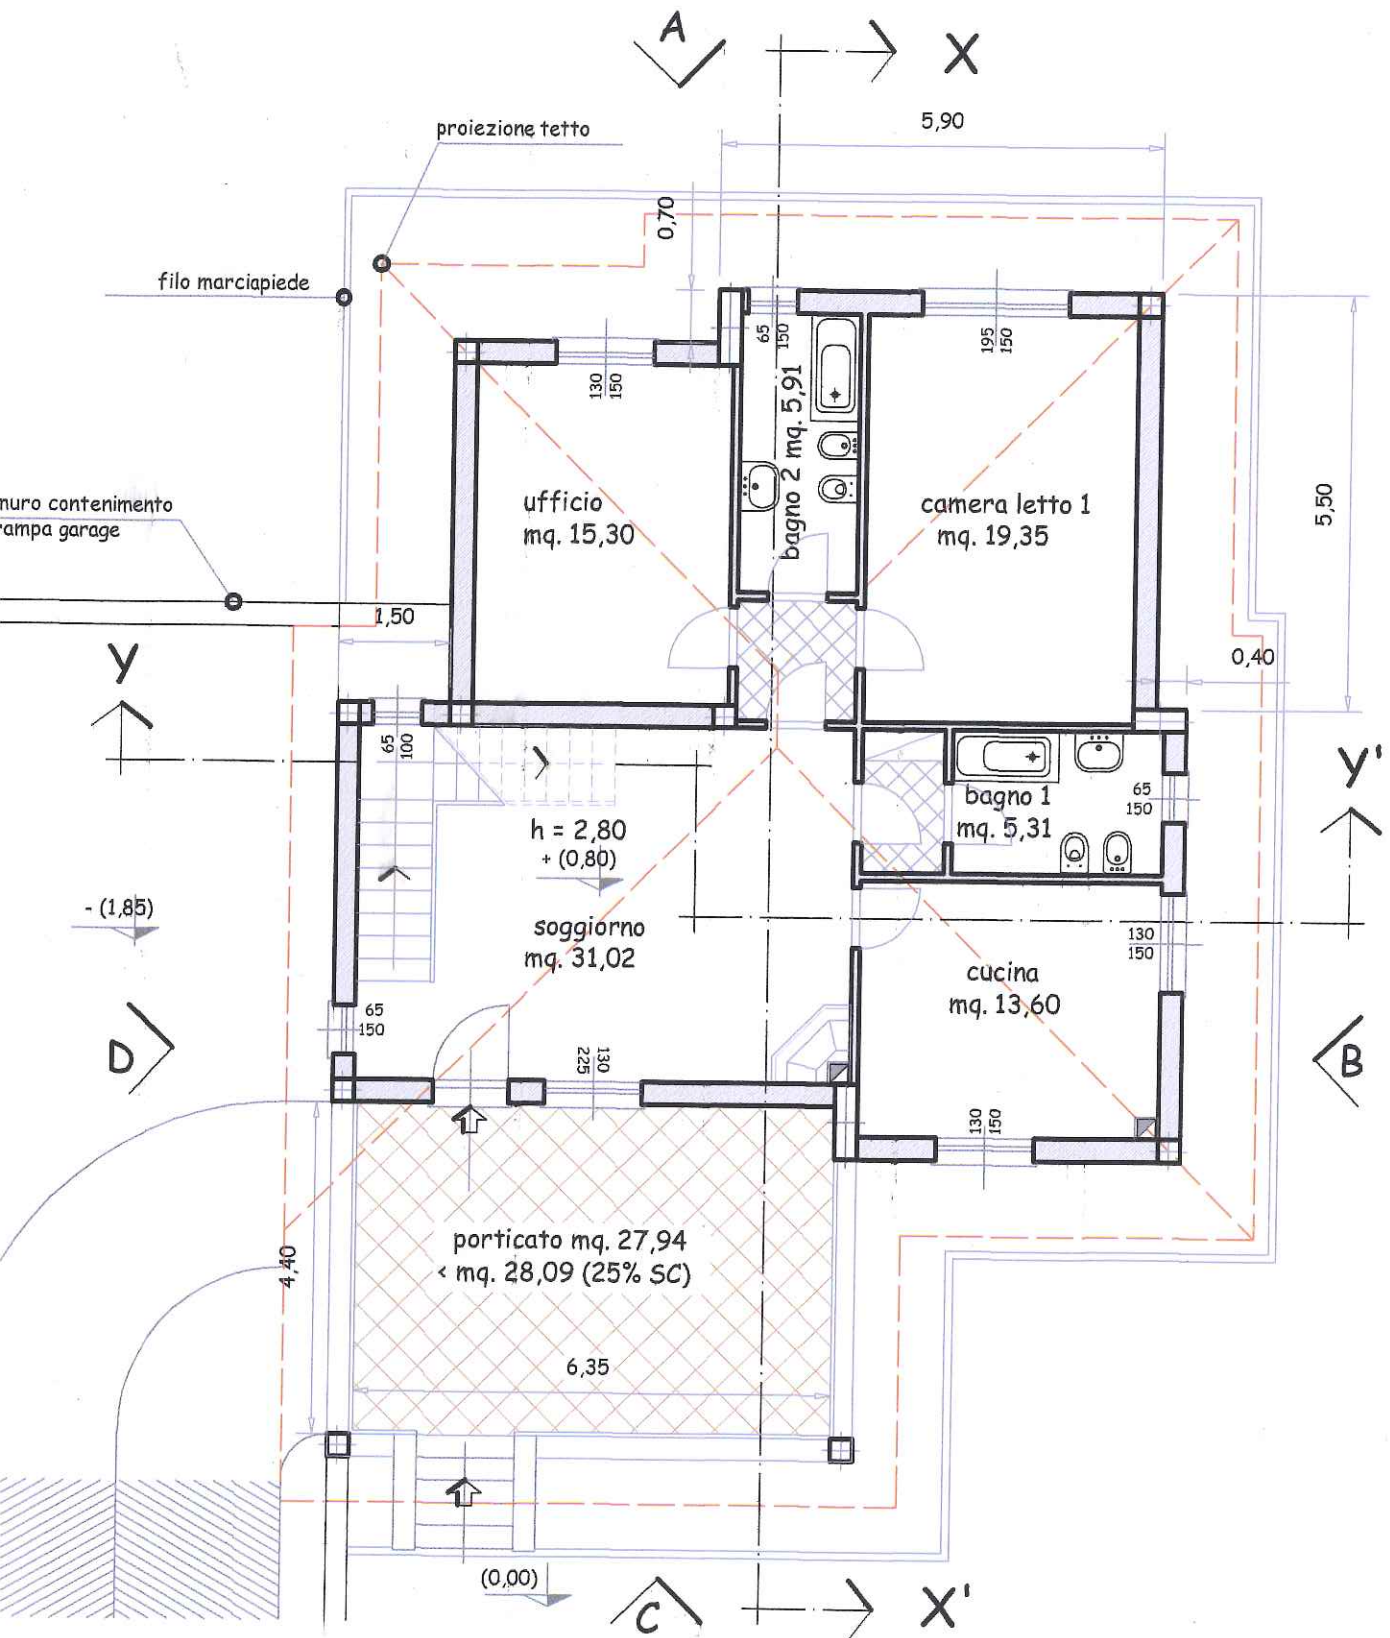 A
X
5,90
proiezione tetto
0,70
filo marciapiede
65
150
195
150
130
150
bagno 2 mq. 5,91
ufficio
mq. 15,30
camera letto 1
mq. 19,35
5,50
muro contenimento
rampa garage
1,50
0,40
Y
65
100
Y'
h = 2,80
+ (0,80)
bagno 1
mq. 5,31
65
150
- (1,85)
soggiorno
mq. 31,02
130
150
cucina
mq. 13,60
65
150
D
B
130
225
130
150
porticato mq. 27,94
< mq. 28,09 (25% SC)
4,40
6,35
(0,00)
C
X'